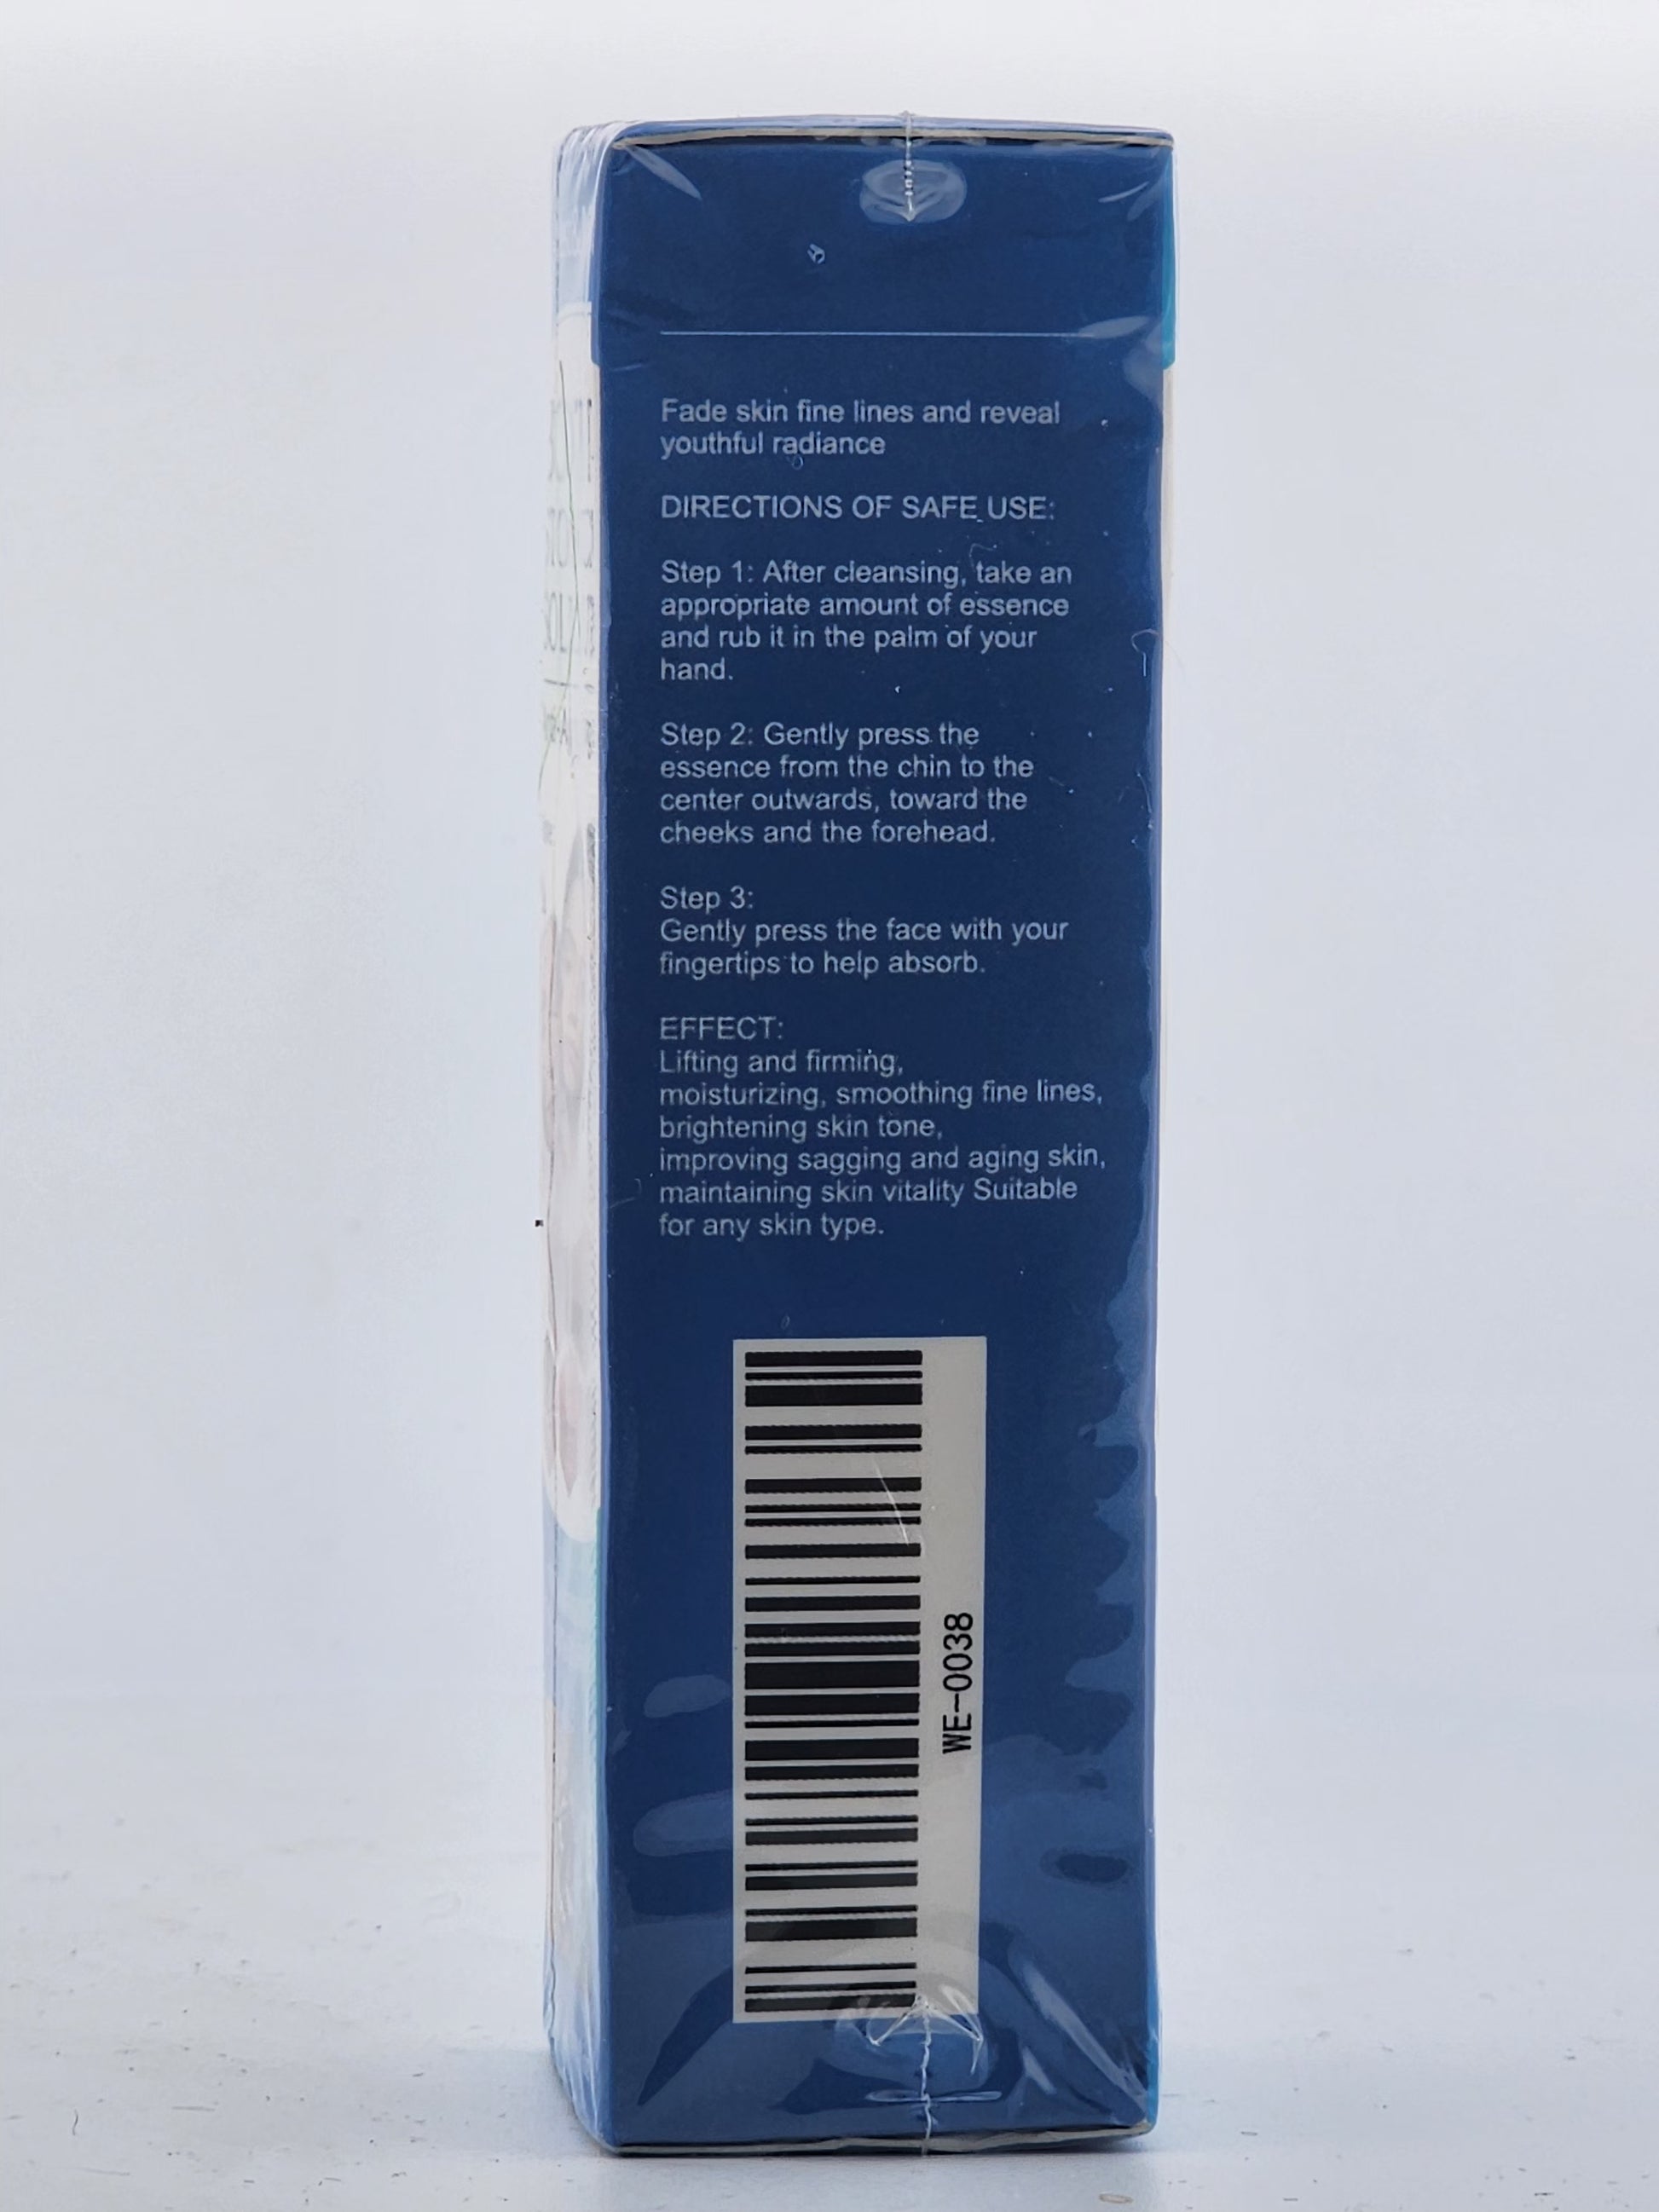 Fade skin fine lines and reveal
youthful radiance
DIRECTIONS OF SAFE USE:
Step 1: After cleansing, take an
appropriate amount of essence
and rub it in the palm of your
hand.
Step 2: Gently press the
essence from the chin to the
center outwards, toward the
cheeks and the forehead.
Step 3:
Gently press the face with your
fingertips to help absorb.
EFFECT:
Lifting and firming,
moisturizing, smoothing fine lines,
brightening skin tone,
improving sagging and aging skin,
maintaining skin vitality Suitable
for any skin type.
WE-0038